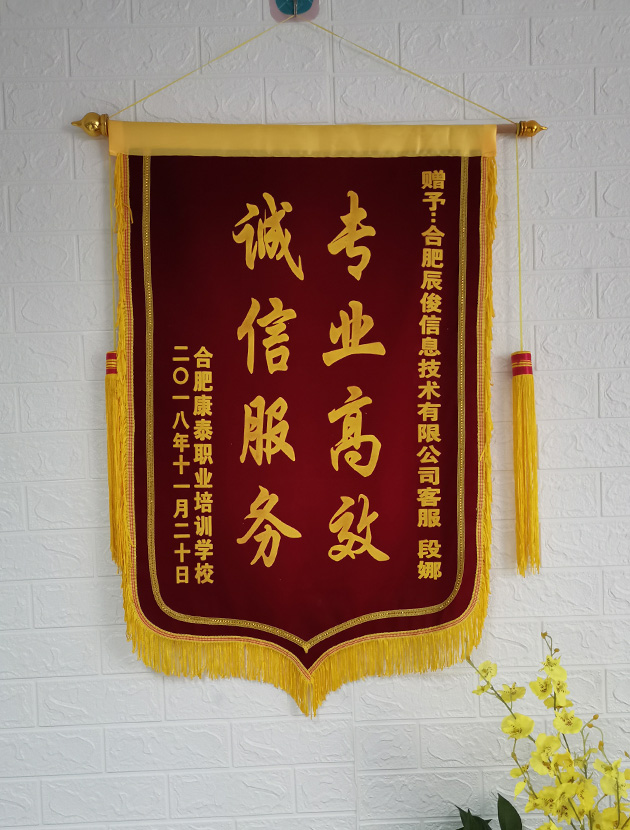 赠予:合肥辰俊信息技术有限公司客服 段娜
专业高效
诚信服务
合肥康泰职业培训学校
二〇一八年十一月二十日